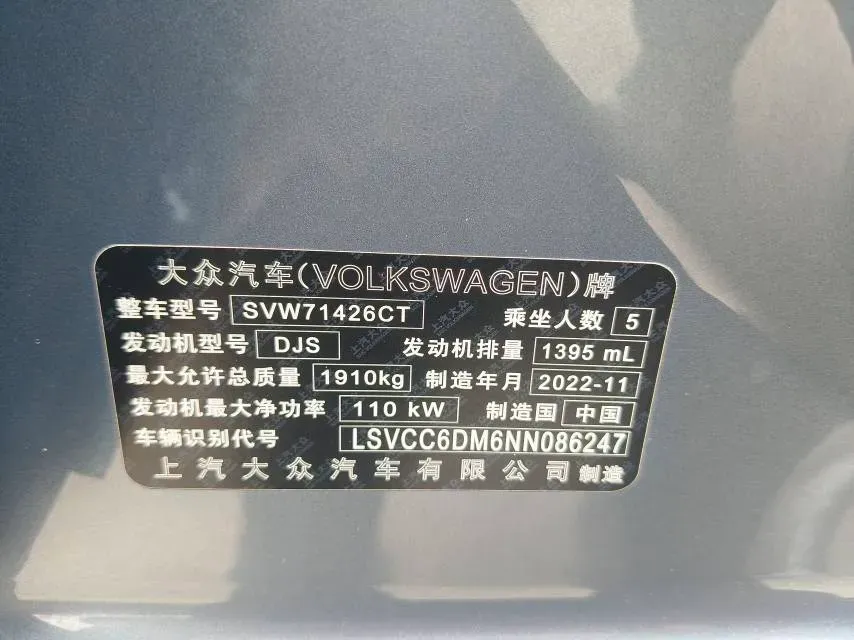 大众汽车(VOLKSWAGEN)牌
整车型号 SVW71426CT 乘坐人数 5
发动机型号 DJS 发动机排量 1395 mL
最大允许总质量 1910kg 制造年月 2022-11
发动机最大净功率 110 kW 制造国 中国
车辆识别代号 LSVCC6DM6NN086247
上汽大众汽车有限公司 制造